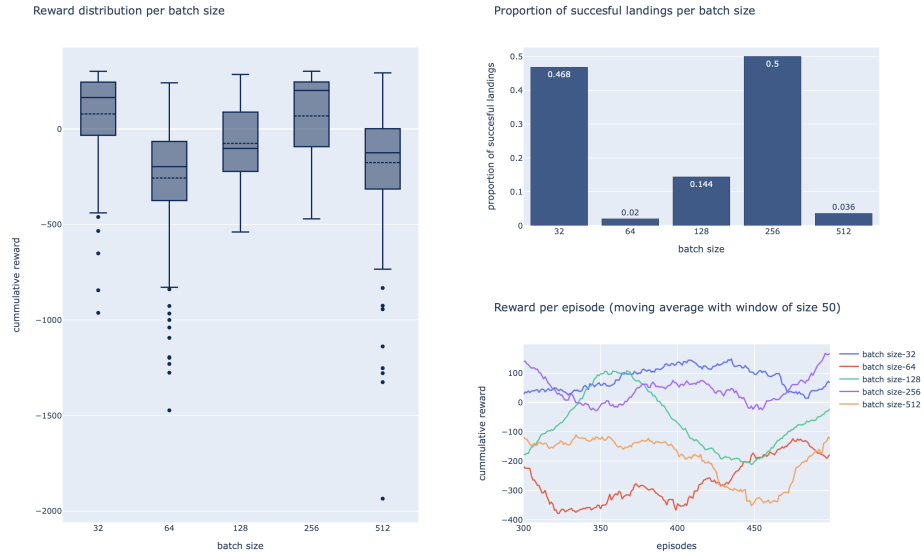 Reward distribution per batch size
0
−500
−1000
−1500
−2000
32 64 128 256 512
batch size
cummulative reward
Proportion of succesful landings per batch size
0.5
0.4
0.3
0.2
0.1
0
0.468
0.02
0.144
0.5
0.036
32 64 128 256 512
batch size
proportion of succesful landings
Reward per episode (moving average with window of size 50)
100
0
−100
−200
−300
−400
300 350 400 450
episodes
cummulative reward
batch size-32
batch size-64
batch size-128
batch size-256
batch size-512